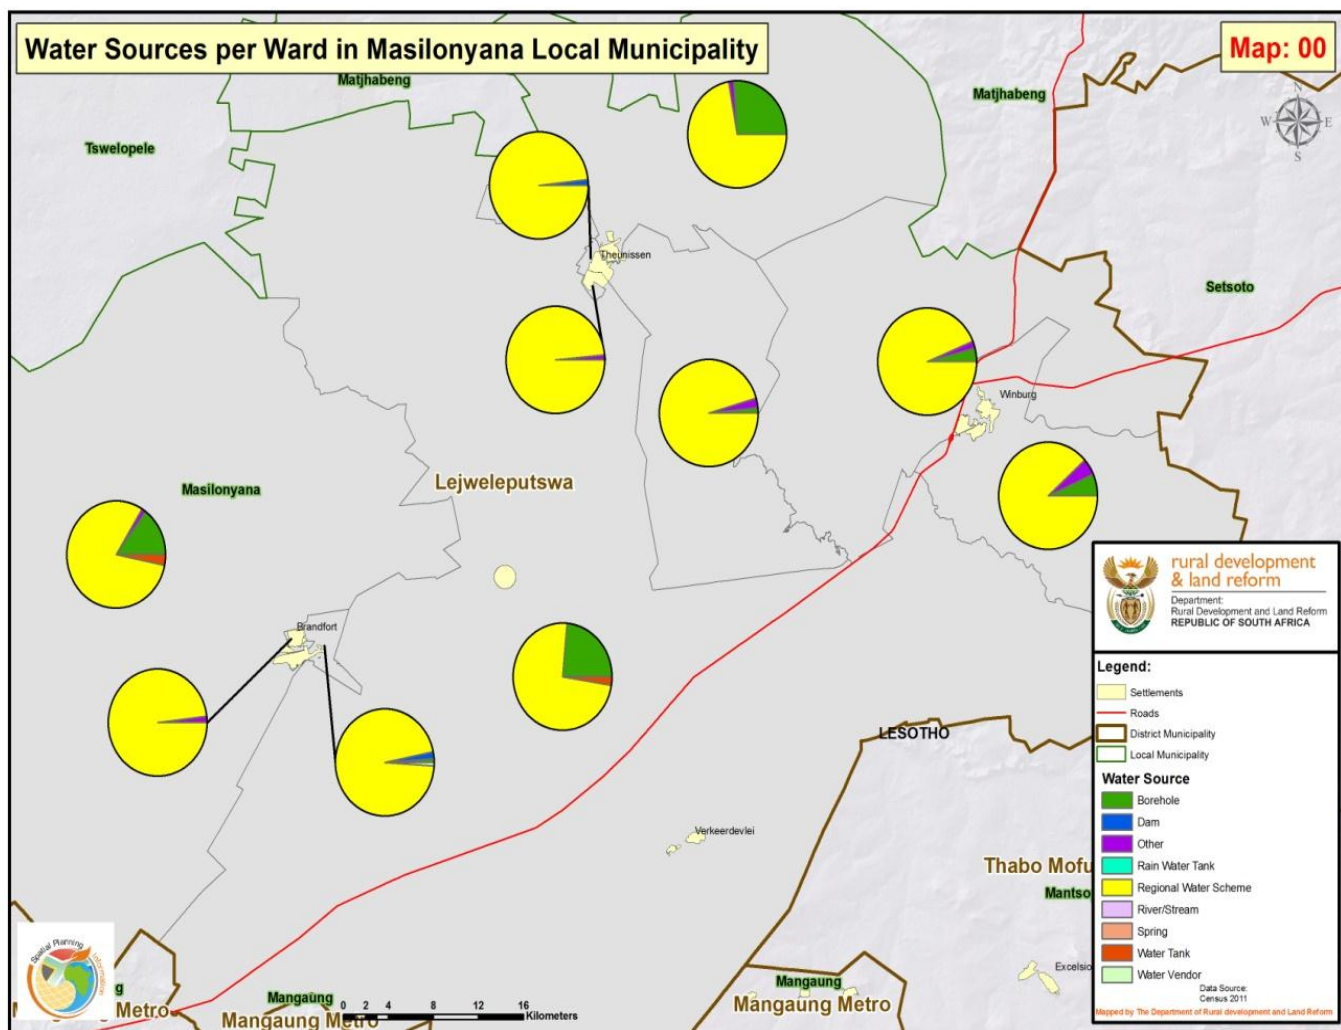 Water Sources per Ward in Masilonyana Local Municipality
Map: 00
Matjhabeng
Matjhabeng
N
W
E
S
Tswelopele
Theunissen
Setsoto
Winburg
Lejweleputswa
Masilonyana
Brandfort
LESOTHO
Verkeerdevlei
Thabo Mofu
Mantso
Excelsio
Mangaung
Mangaung Metro
Mangaung
Mangaung Metro
g
ng Metro
Spatial Planning
Information
0 2 4 8 12 16
Kilometers
rural development
& land reform
Department:
Rural Development and Land Reform
REPUBLIC OF SOUTH AFRICA
Legend:
Settlements
Roads
District Municipality
Local Municipality
Water Source
Borehole
Dam
Other
Rain Water Tank
Regional Water Scheme
River/Stream
Spring
Water Tank
Water Vendor
Data Source:
Census 2011
Mapped by The Department of Rural development and Land Reform